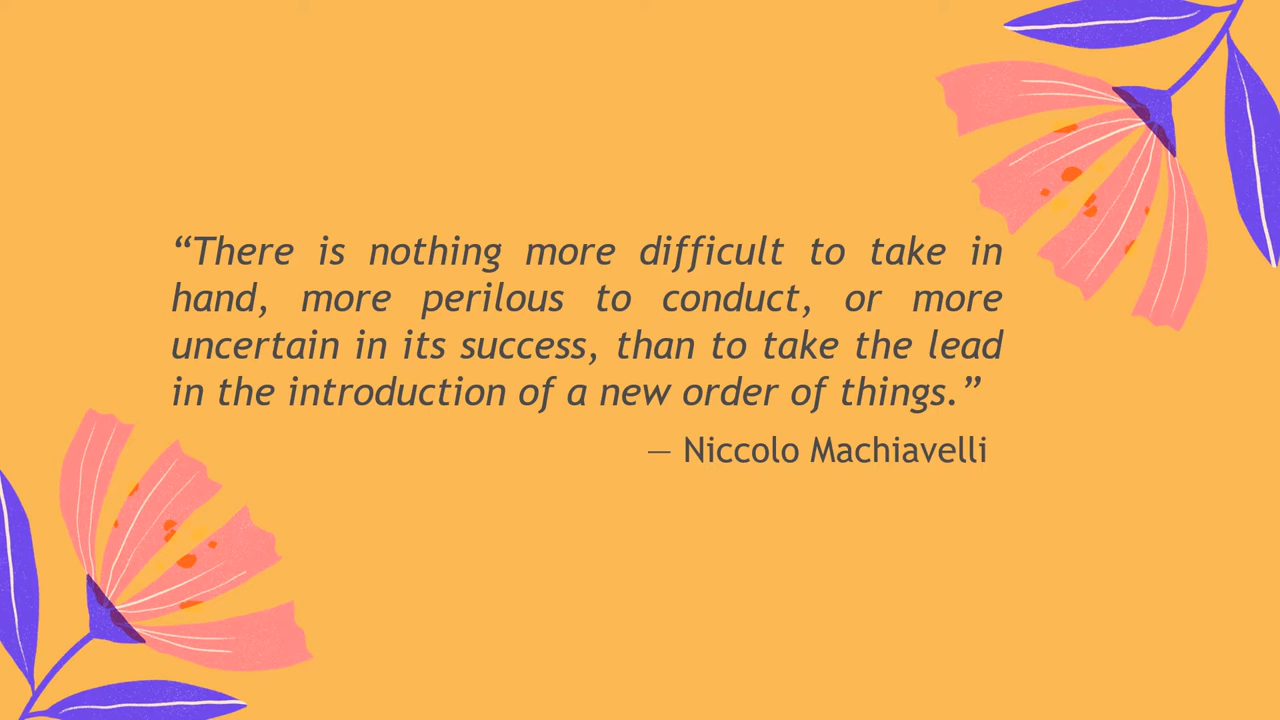 “There is nothing more difficult to take in
hand, more perilous to conduct, or more
uncertain in its success, than to take the lead
in the introduction of a new order of things.”
— Niccolo Machiavelli